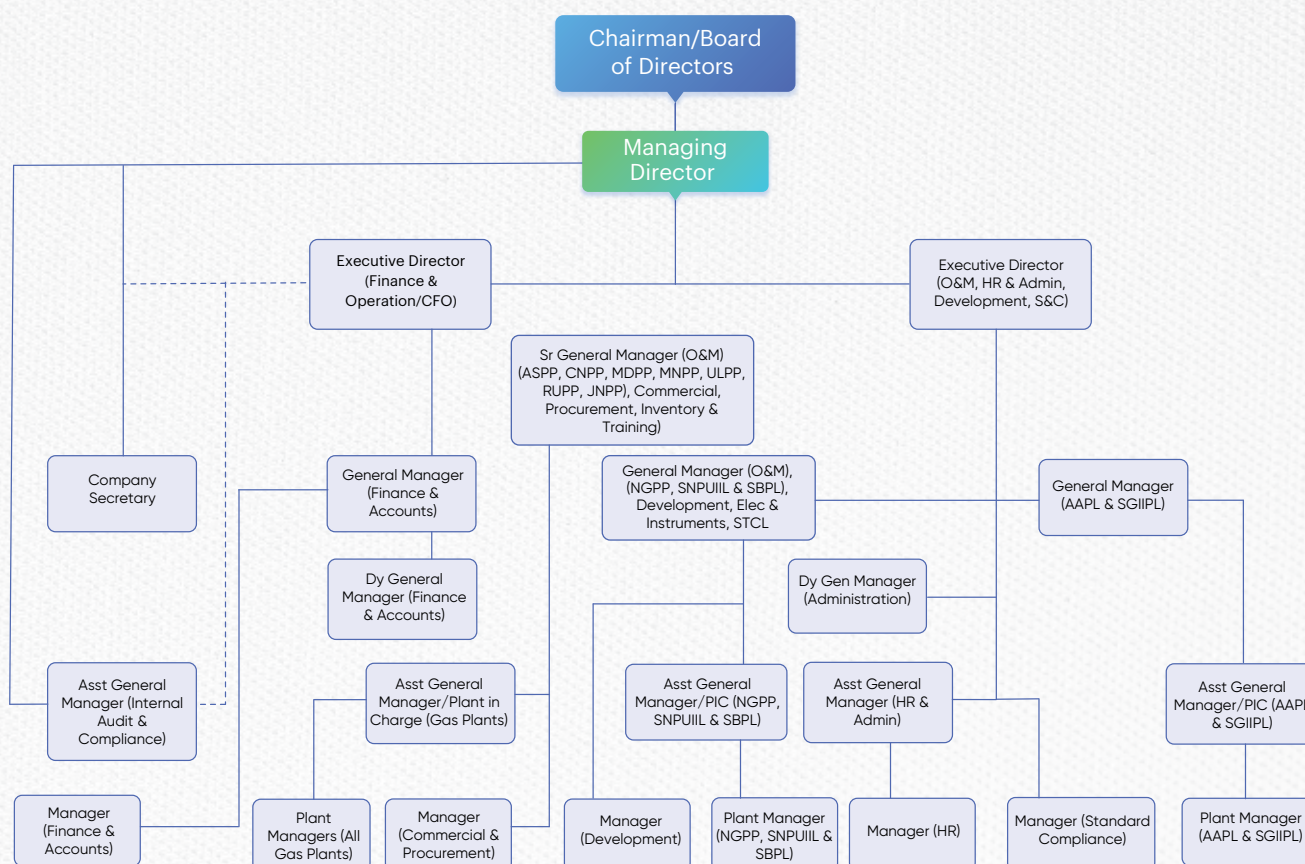 Chairman/Board
of Directors
Managing
Director
Executive Director
(Finance &
Operation/CFO)
Executive Director
(O&M, HR & Admin,
Development, S&C)
Sr General Manager (O&M)
(ASPP, CNPP, MDPP, MNPP, ULPP,
RUPP, JNPP), Commercial,
Procurement, Inventory &
Training)
Company
Secretary
General Manager
(Finance &
Accounts)
General Manager (O&M),
(NGPP, SNPUIIL & SBPL),
Development, Elec &
Instruments, STCL
General Manager
(AAPL & SGIIPL)
Dy General
Manager (Finance
& Accounts)
Dy Gen Manager
(Administration)
Asst General
Manager (Internal
Audit &
Compliance)
Asst General
Manager/Plant in
Charge (Gas Plants)
Asst General
Manager/PIC (NGPP,
SNPUIIL & SBPL)
Asst General
Manager (HR &
Admin)
Asst General
Manager/PIC (AAPL
& SGIIPL)
Manager
(Finance &
Accounts)
Plant
Managers (All
Gas Plants)
Manager
(Commercial &
Procurement)
Manager
(Development)
Plant Manager
(NGPP, SNPUIIL &
SBPL)
Manager (HR)
Manager (Standard
Compliance)
Plant Manager
(AAPL & SGIIPL)